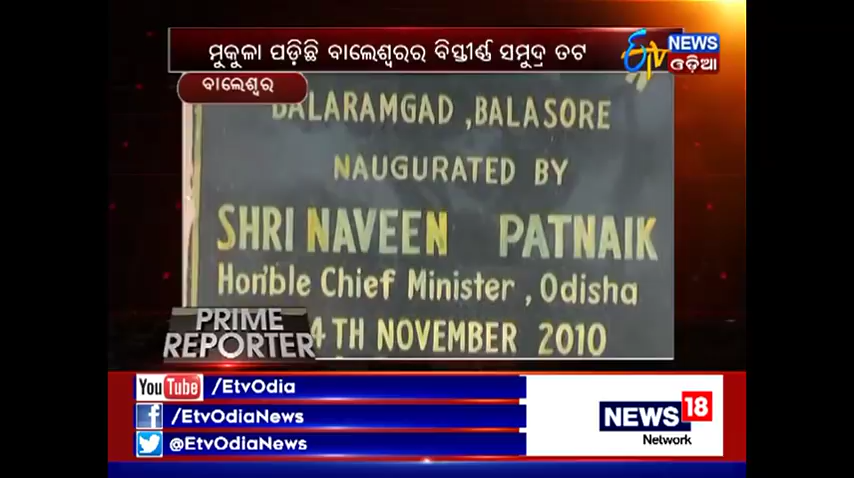 ମୁକୁଳା ପଡ଼ିଛି ବାଲେଶ୍ୱରର ବିସ୍ତୀର୍ଣ୍ଣ ସମୁଦ୍ର ତଟ
etv NEWS
ଓଡ଼ିଆ
ବାଲେଶ୍ୱର
BALARAMGAD ,BALASORE
NAUGURATED BY
SHRI NAVEEN PATNAIK
Hon'ble Chief Minister , Odisha
4TH NOVEMBER 2010
PRIME
REPORTER
YouTube /EtvOdia
/EtvOdiaNews
@EtvOdiaNews
NEWS18
Network